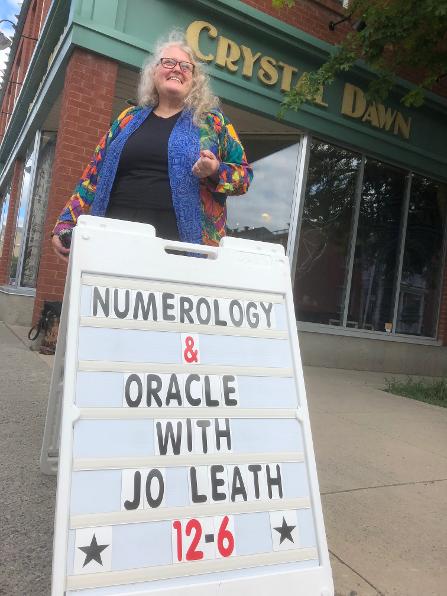 CRYSTAL DAWN
NUMEROLOGY
&
ORACLE
WITH
JO LEATH
★ 12-6 ★